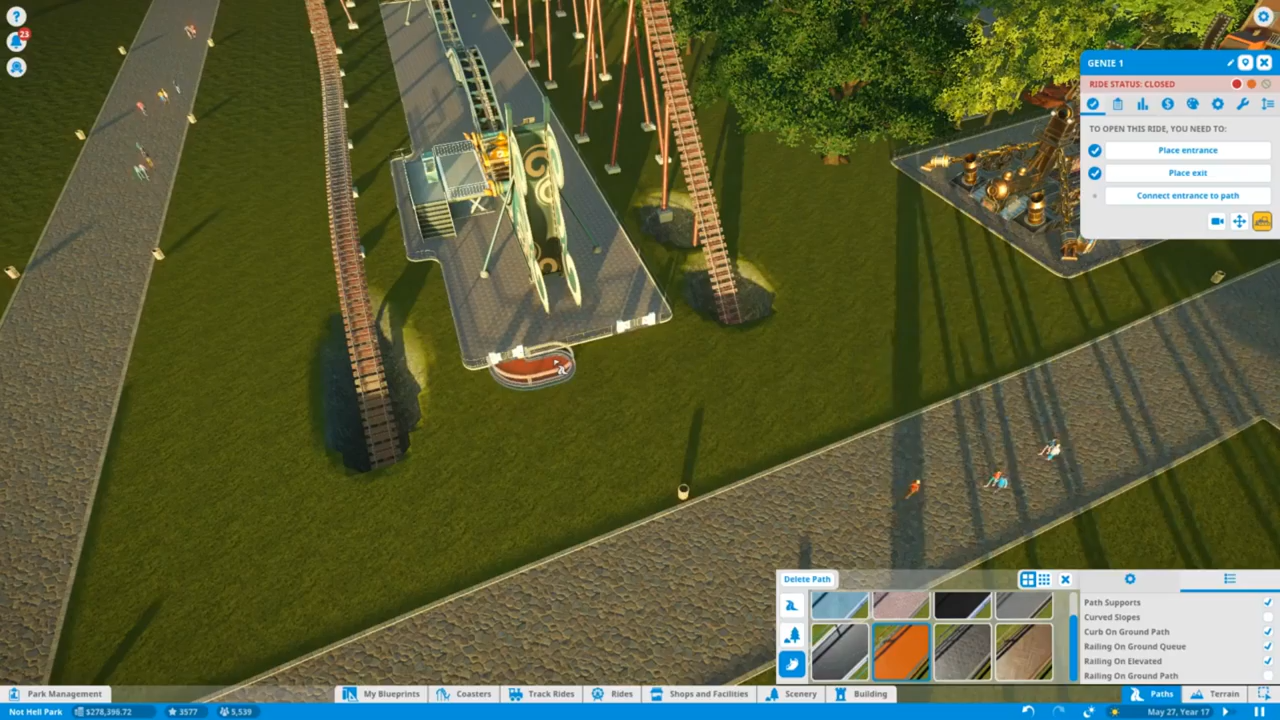 ?
23
GENIE 1
RIDE STATUS: CLOSED
TO OPEN THIS RIDE, YOU NEED TO:
Place entrance
Place exit
Connect entrance to path
Delete Path
Path Supports
Curved Slopes
Curb On Ground Path
Railing On Ground Queue
Railing On Elevated
Railing On Ground Path
Park Management
My Blueprints
Coasters
Track Rides
Rides
Shops and Facilities
Scenery
Building
Paths
Terrain
Not Hell Park
$278,396.72
3577
5,539
May 27, Year 17